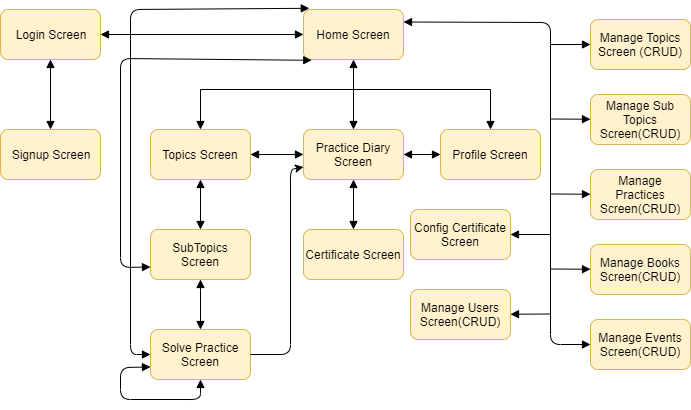 Login Screen
Home Screen
Manage Topics
Screen (CRUD)
Manage Sub
Topics
Screen(CRUD)
Signup Screen
Topics Screen
Practice Diary
Screen
Profile Screen
Manage
Practices
Screen(CRUD)
SubTopics
Screen
Certificate Screen
Config Certificate
Screen
Manage Books
Screen(CRUD)
Manage Users
Screen(CRUD)
Solve Practice
Screen
Manage Events
Screen(CRUD)